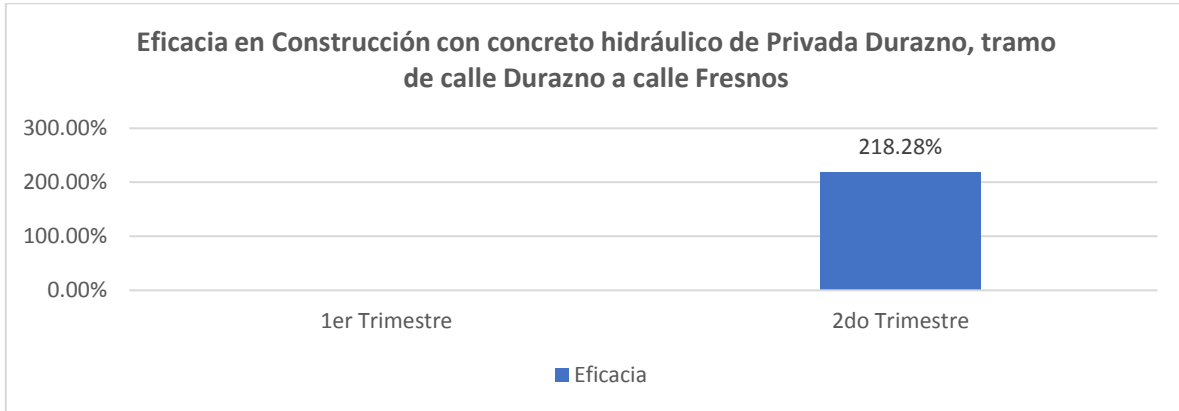 Eficacia en Construcción con concreto hidráulico de Privada Durazno, tramo
de calle Durazno a calle Fresnos
300.00%
218.28%
200.00%
100.00%
0.00%
1er Trimestre
2do Trimestre
Eficacia